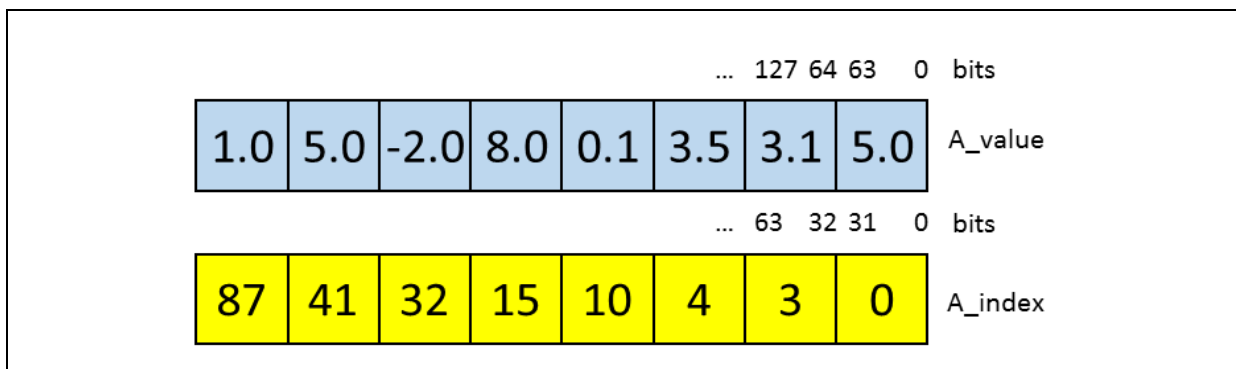 ... 127 64 63 0 bits
1.0 5.0 -2.0 8.0 0.1 3.5 3.1 5.0 A_value
... 63 32 31 0 bits
87 41 32 15 10 4 3 0 A_index